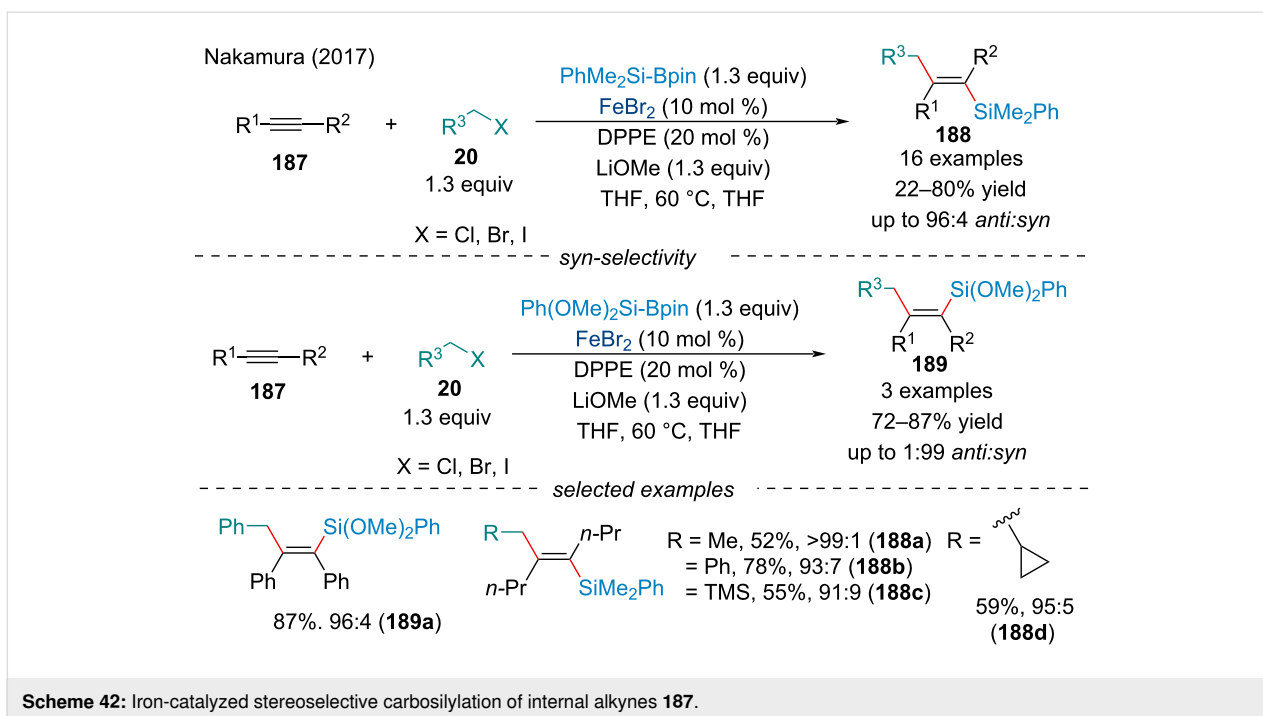 Nakamura (2017)
R¹ R² + R³ X
187 20
1.3 equiv
X = Cl, Br, I
PhMe₂Si-Bpin (1.3 equiv)
FeBr₂ (10 mol %)
DPPE (20 mol %)
LiOMe (1.3 equiv)
THF, 60 °C, THF
R³ R²
R¹ SiMe₂Ph
188
16 examples
22–80% yield
up to 96:4 anti:syn
syn-selectivity
R¹ R² + R³ X
187 20
1.3 equiv
X = Cl, Br, I
Ph(OMe)₂Si-Bpin (1.3 equiv)
FeBr₂ (10 mol %)
DPPE (20 mol %)
LiOMe (1.3 equiv)
THF, 60 °C, THF
R³ Si(OMe)₂Ph
R¹ R²
189
3 examples
72–87% yield
up to 1:99 anti:syn
selected examples
Ph Si(OMe)₂Ph
Ph Ph
87%. 96:4 (189a)
R n-Pr
n-Pr SiMe₂Ph
R = Me, 52%, >99:1 (188a)
= Ph, 78%, 93:7 (188b)
= TMS, 55%, 91:9 (188c)
R =
59%, 95:5
(188d)
Scheme 42: Iron-catalyzed stereoselective carbosilylation of internal alkynes 187.